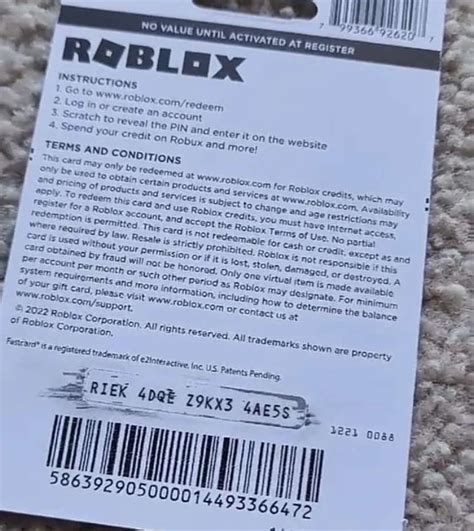 7 99366 92620 7
NO VALUE UNTIL ACTIVATED AT REGISTER
ROBLOX
INSTRUCTIONS
1. Go to www.roblox.com/redeem
2. Log in or create an account
3. Scratch to reveal the PIN and enter it on the website
4. Spend your credit on Robux and more!
TERMS AND CONDITIONS
This card may only be redeemed at www.roblox.com for Roblox credits, which may
only be used to obtain certain products and services at www.roblox.com. Availability
and pricing of products and services is subject to change and age restrictions may
apply. To redeem this card and use Roblox credits, you must have Internet access,
register for a Roblox account, and accept the Roblox Terms of Use. No partial
redemption is permitted. This card is not redeemable for cash or credit, except as and
where required by law. Resale is strictly prohibited. Roblox is not responsible if this
card is used without your permission or if it is lost, stolen, damaged, or destroyed. A
card obtained by fraud will not be honored. Only one virtual item is made available
per account per month or such other period as Roblox may designate. For minimum
system requirements and more information, including how to determine the balance
of your gift card, please visit www.roblox.com or contact us at
www.roblox.com/support.
© 2022 Roblox Corporation. All rights reserved. All trademarks shown are property
of Roblox Corporation.
Fastcard® is a registered trademark of e2Interactive, Inc. U.S. Patents Pending.
RIEK 4DQE Z9KX3 4AE5S
1221 0088
586392905000014493366472